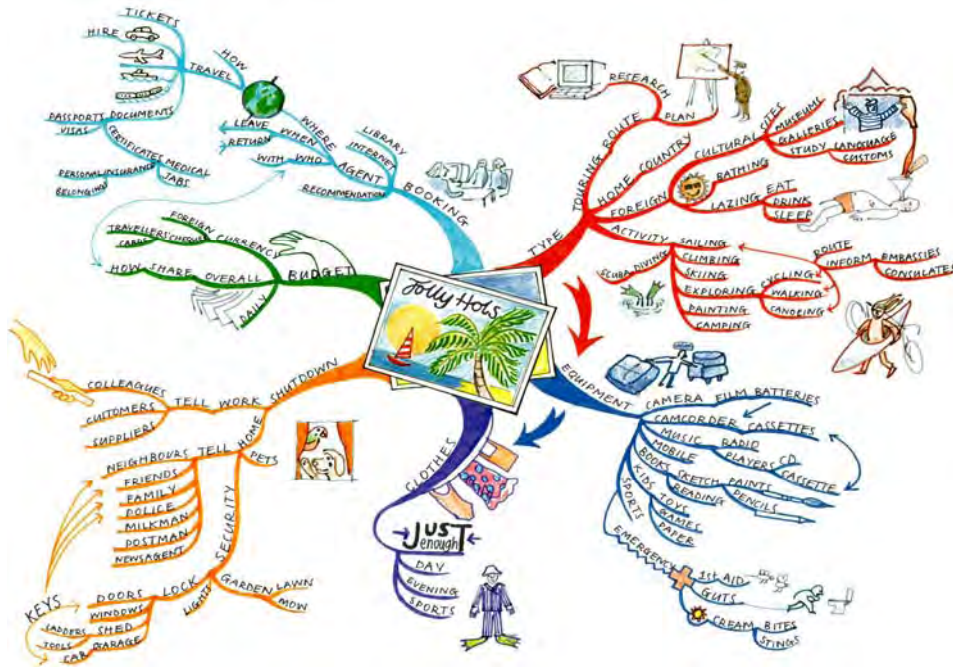 Jolly Hols
BOOKING
AGENT
LIBRARY
INTERNET
RECOMMENDATION
WHO
WITH
WHEN
LEAVE
RETURN
WHERE
HOW
TRAVEL
TICKETS
HIRE
DOCUMENTS
PASSPORTS
VISAS
CERTIFICATES
MEDICAL
JABS
INSURANCE
PERSONAL
BELONGINGS
TYPE
TOURING
ROUTE
RESEARCH
PLAN
HOME COUNTRY
FOREIGN
CULTURAL SITES
MUSEUMS
GALLERIES
STUDY LANGUAGE
CUSTOMS
BATHING
LAZING
EAT
DRINK
SLEEP
ACTIVITY
SAILING
CLIMBING
SKIING
EXPLORING
PAINTING
CAMPING
SCUBA DIVING
CYCLING
WALKING
CANOEING
ROUTE
INFORM
EMBASSIES
CONSULATES
EQUIPMENT
CAMERA FILM BATTERIES
CAMCORDER CASSETTES
MUSIC RADIO
PLAYERS CD
CASSETTE
MOBILE
BOOKS
SKETCH PAINTS
PENCILS
READING
KIDS
TOYS
GAMES
PAPER
SPORTS
EMERGENCY
1st AID
GUTS
CREAM
BITES
STINGS
CLOTHES
JUST
enough
DAY
EVENING
SPORTS
SHUTDOWN
WORK
TELL
COLLEAGUES
CUSTOMERS
SUPPLIERS
HOME
PETS
TELL
NEIGHBOURS
FRIENDS
FAMILY
POLICE
MILKMAN
POSTMAN
NEWSAGENT
SECURITY
LIGHTS
GARDEN
LAWN
MOW
LOCK
DOORS
WINDOWS
SHED
LADDERS
TOOLS
GARAGE
CAR
KEYS
BUDGET
CURRENCY
FOREIGN
TRAVELLERS' CHEQUES
CARDS
OVERALL
SHARE
HOW
DAILY